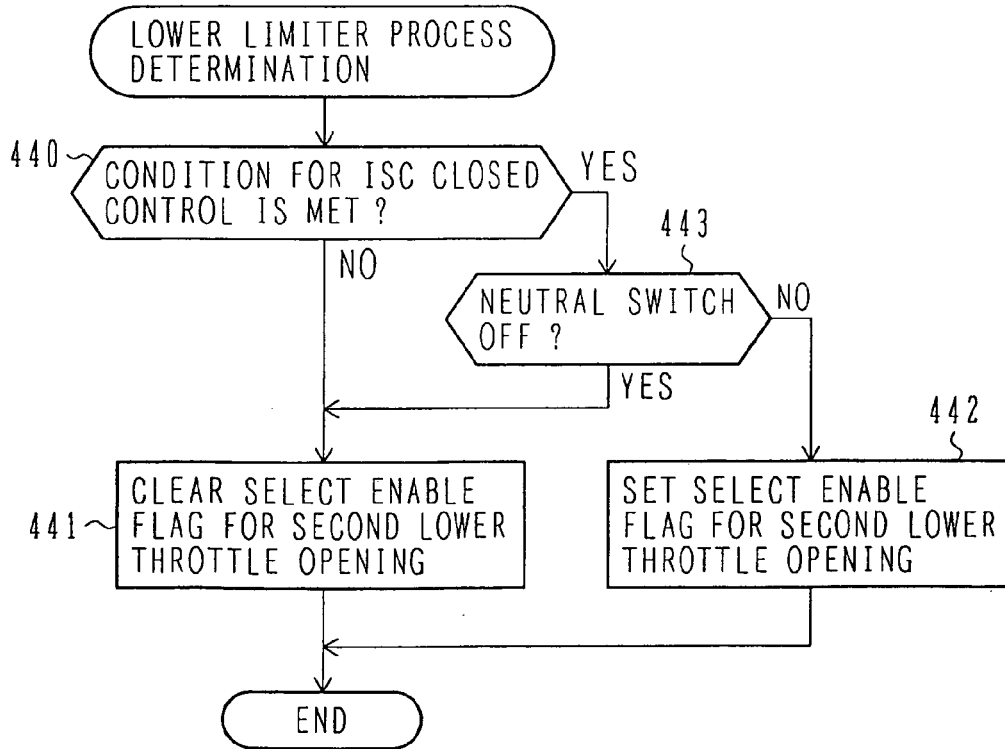 LOWER LIMITER PROCESS
DETERMINATION
440
CONDITION FOR ISC CLOSED
CONTROL IS MET ?
YES
NO
443
NEUTRAL SWITCH
OFF ?
NO
YES
441
CLEAR SELECT ENABLE
FLAG FOR SECOND LOWER
THROTTLE OPENING
442
SET SELECT ENABLE
FLAG FOR SECOND LOWER
THROTTLE OPENING
END